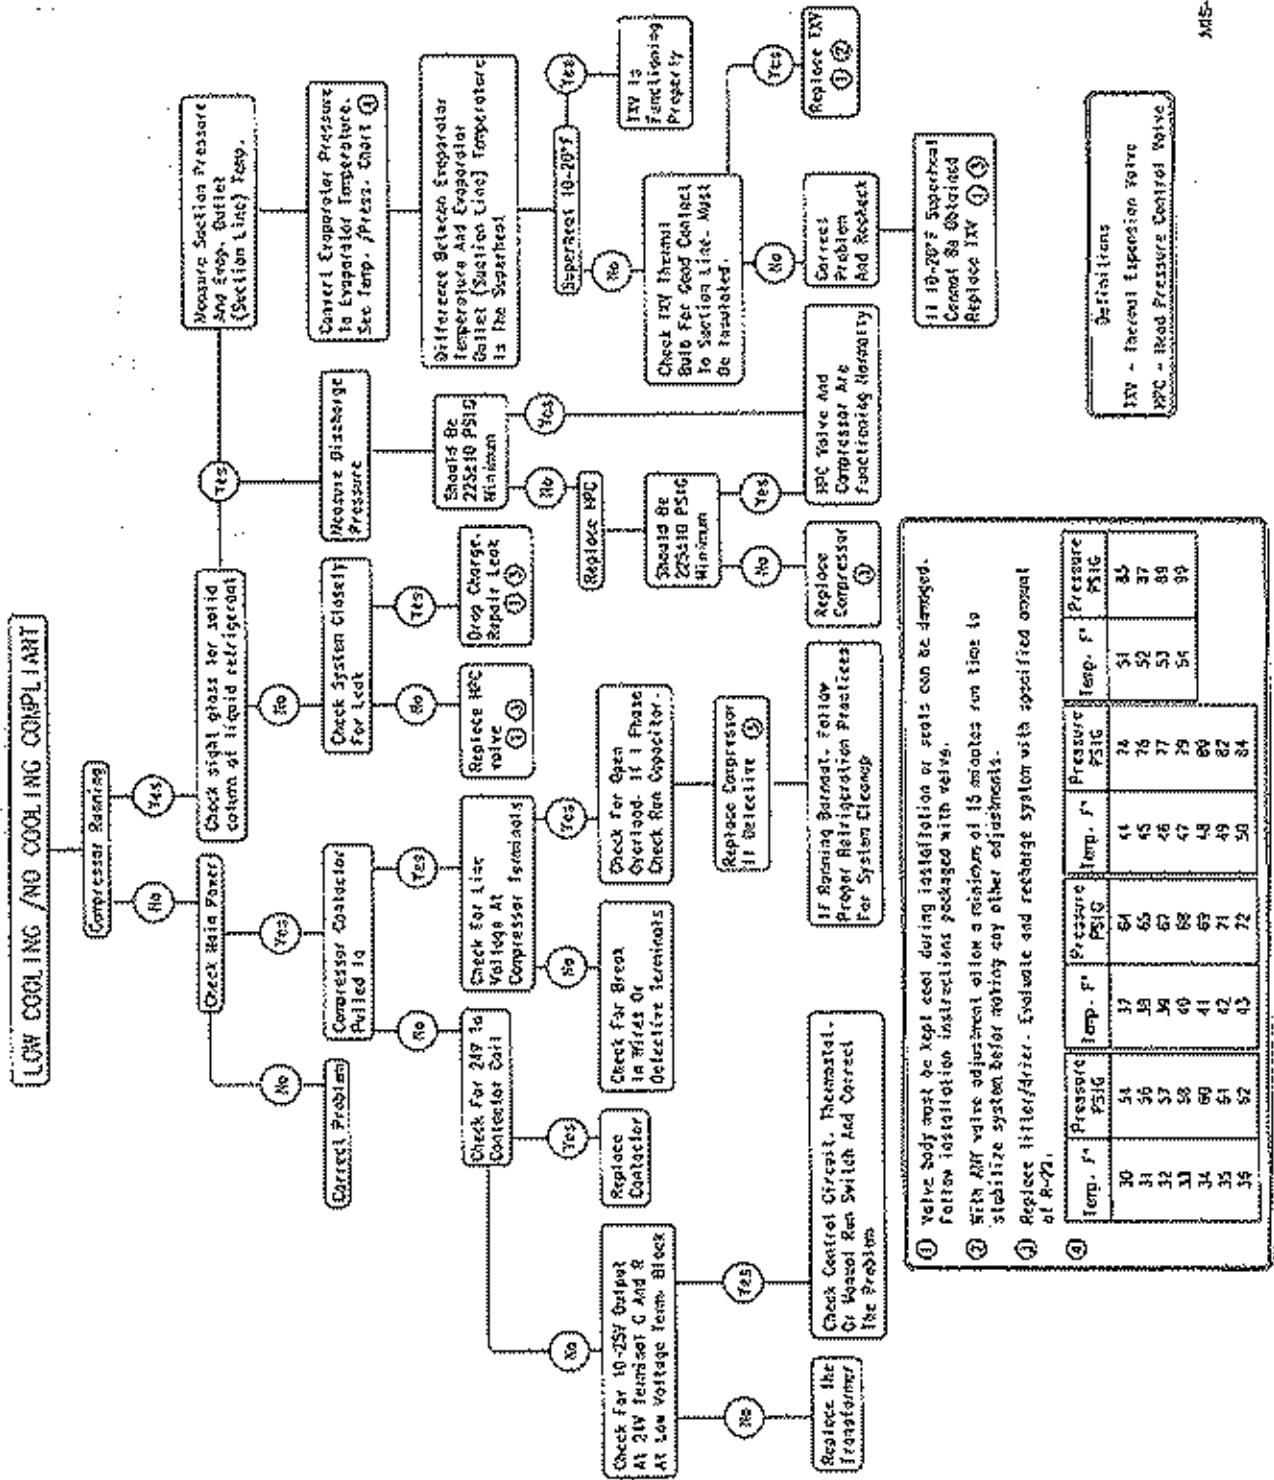 LOW COOLING /NO COOLING COMPLIANT
Compressor Running
No
Yes
Check Main Power
Check sight glass for solid
column of liquid refrigerant
No
Yes
No
Yes
Correct Problem
Compressor Contactor
Pulled In
Check System Closely
For Leak
Measure Discharge
Pressure
Measure Suction Pressure
And Evap. Outlet
(Suction Line) Temp.
Convert Evaporator Pressure
To Evaporator Temperature.
See Temp. /Press. Chart ④
Difference Between Evaporator
Temperature And Evaporator
Outlet (Suction Line) Temperature
Is The Superheat
No
Yes
No
Yes
Check For 24V To
Contactor Coil
Check For Line
Voltage At
Compressor Terminals
Replace HPC
Valve
Drop Charge,
Repair Leak
① ③
Should Be
225±10 PSIG
Minimum
No
Yes
Superheat 10-20°F
No
Yes
TXV Is
Functioning
Properly
No
Yes
No
Yes
Check For 10-25V Output
At 24V Terminal C And R
At Low Voltage Term. Block
Replace
Contactor
Check For Break
In Wires Or
Defective Terminals
Check For Open
Overload. If 1 Phase
Check Run Capacitor.
Replace HPC
Should Be
225±10 PSIG
Minimum
No
Yes
Check TXV Thermal
Bulb For Good Contact
To Suction Line. Must
Be Insulated.
No
Yes
Replace Compressor
If Defective ③
No
Yes
Replace The
Transformer
Check Control Circuit, Thermostat,
Or Manual Run Switch And Correct
The Problem
If Burnout. Follow
Proper Refrigeration Practices
For System Cleanup
Replace
Compressor
③
HPC Valve And
Compressor Are
Functioning Normally
Correct
Problem
And Recheck
Replace TXV
① ②
If 10-20°F Superheat
Cannot Be Obtained
Replace TXV ① ③
① Valve body must be kept cool during installation or seals can be damaged.
Follow installation instructions packaged with valve.
② With ANY valve adjustment allow a minimum of 15 minutes run time to
stabilize system before making any other adjustments.
③ Replace filter/drier. Evaluate and recharge system with specified amount
of R-22.
④
Temp. F° Pressure PSIG Temp. F° Pressure PSIG Temp. F° Pressure PSIG Temp. F° Pressure PSIG
30 54 37 64 44 74 51 85
31 56 38 65 45 76 52 87
32 57 39 67 46 77 53 89
33 58 40 68 47 79 54 90
34 60 41 69 48 80
35 61 42 71 49 82
36 62 43 72 50 84
Definitions
TXV - Thermal Expension Valve
HPC - Head Pressure Control Valve
MIS-